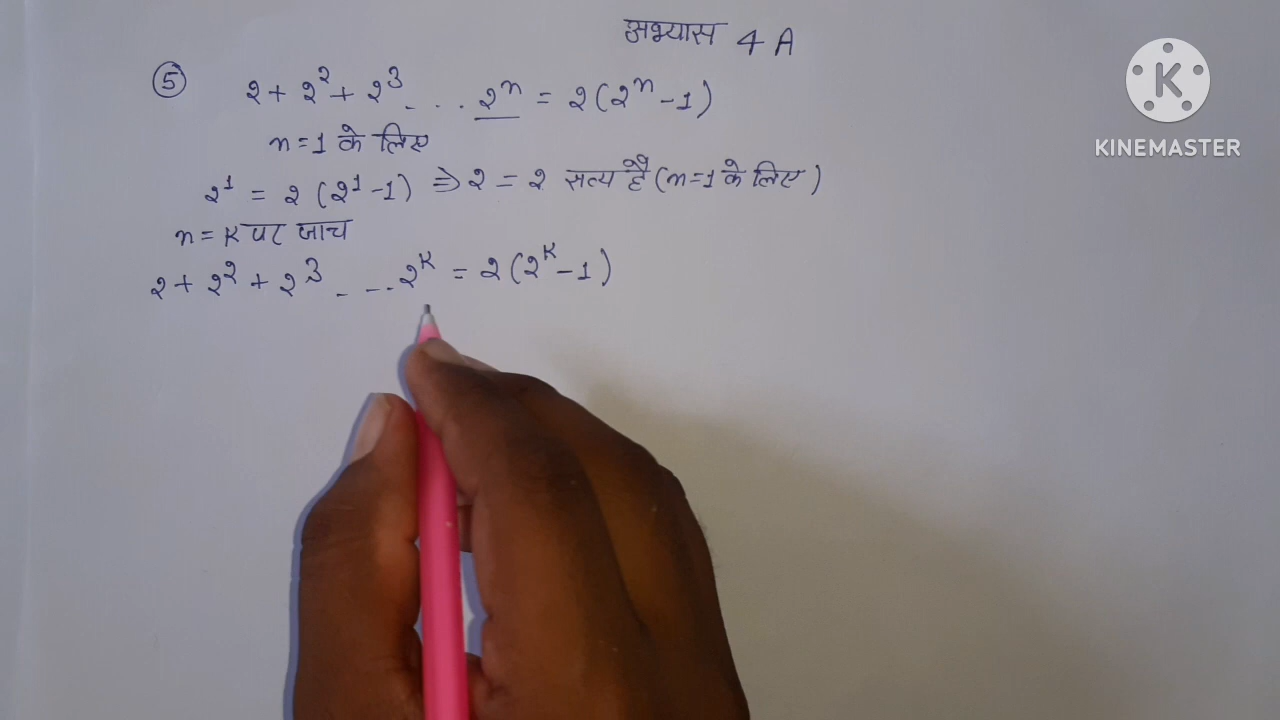 अभ्यास 4 A
⑤ 2 + 2² + 2³ - ... 2ⁿ = 2(2ⁿ - 1)
n = 1 के लिए
2¹ = 2 (2¹ - 1) ⇒ 2 = 2 सत्य है (n = 1 के लिए)
n = K पर जाच
2 + 2² + 2³ - - .. 2ᴷ = 2(2ᴷ - 1)
K
KINEMASTER